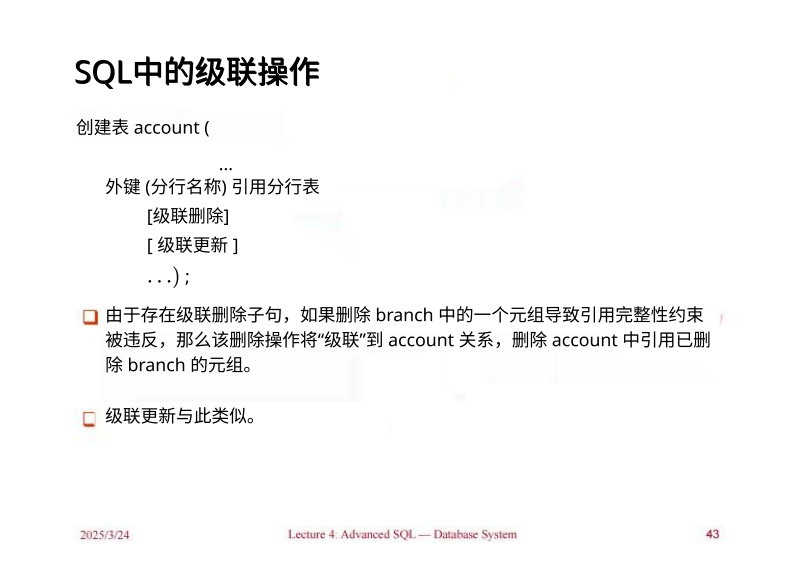 SQL中的级联操作
创建表 account (
...
外键 (分行名称) 引用分行表
[级联删除]
[ 级联更新 ]
. . .) ;
由于存在级联删除子句，如果删除 branch 中的一个元组导致引用完整性约束
被违反，那么该删除操作将“级联”到 account 关系，删除 account 中引用已删
除 branch 的元组。
级联更新与此类似。
2025/3/24
Lecture 4: Advanced SQL — Database System
43